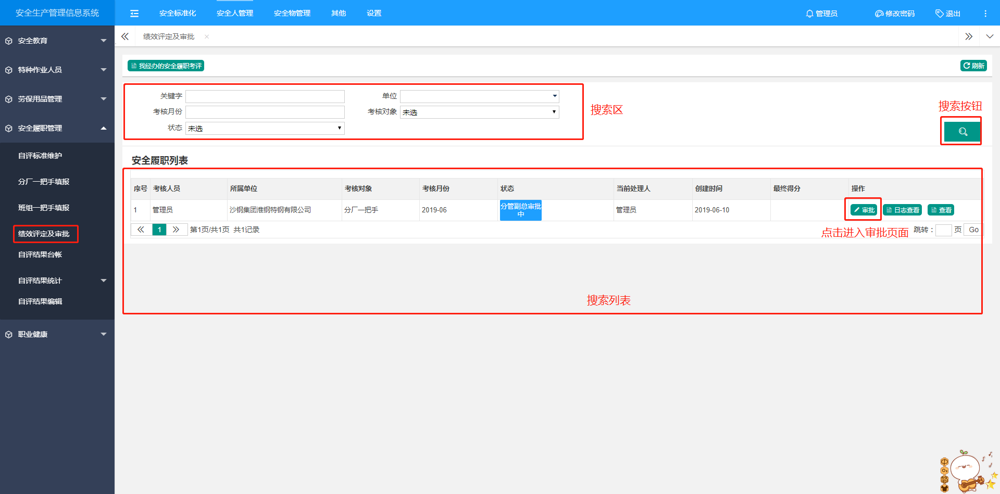 安全生产管理信息系统
安全标准化 安全人管理 安全物管理 其他 设置
管理员 修改密码 退出
绩效评定及审批 ×
安全教育
特种作业人员
劳保用品管理
安全履职管理
自评标准维护
分厂一把手填报
班组一把手填报
绩效评定及审批
自评结果台帐
自评结果统计
自评结果编辑
职业健康
我经办的安全履职考评
刷新
关键字
单位
考核月份
考核对象 未选
状态 未选
搜索区
搜索按钮
安全履职列表
序号 考核人员 所属单位 考核对象 考核月份 状态 当前处理人 创建时间 最终得分 操作
1 管理员 沙钢集团淮钢特钢有限公司 分厂一把手 2019-06 分管副总审批中 管理员 2019-06-10 审批 日志查看 查看
1 第1页/共1页 共1记录
点击进入审批页面
跳转： 页 Go
搜索列表
中
简